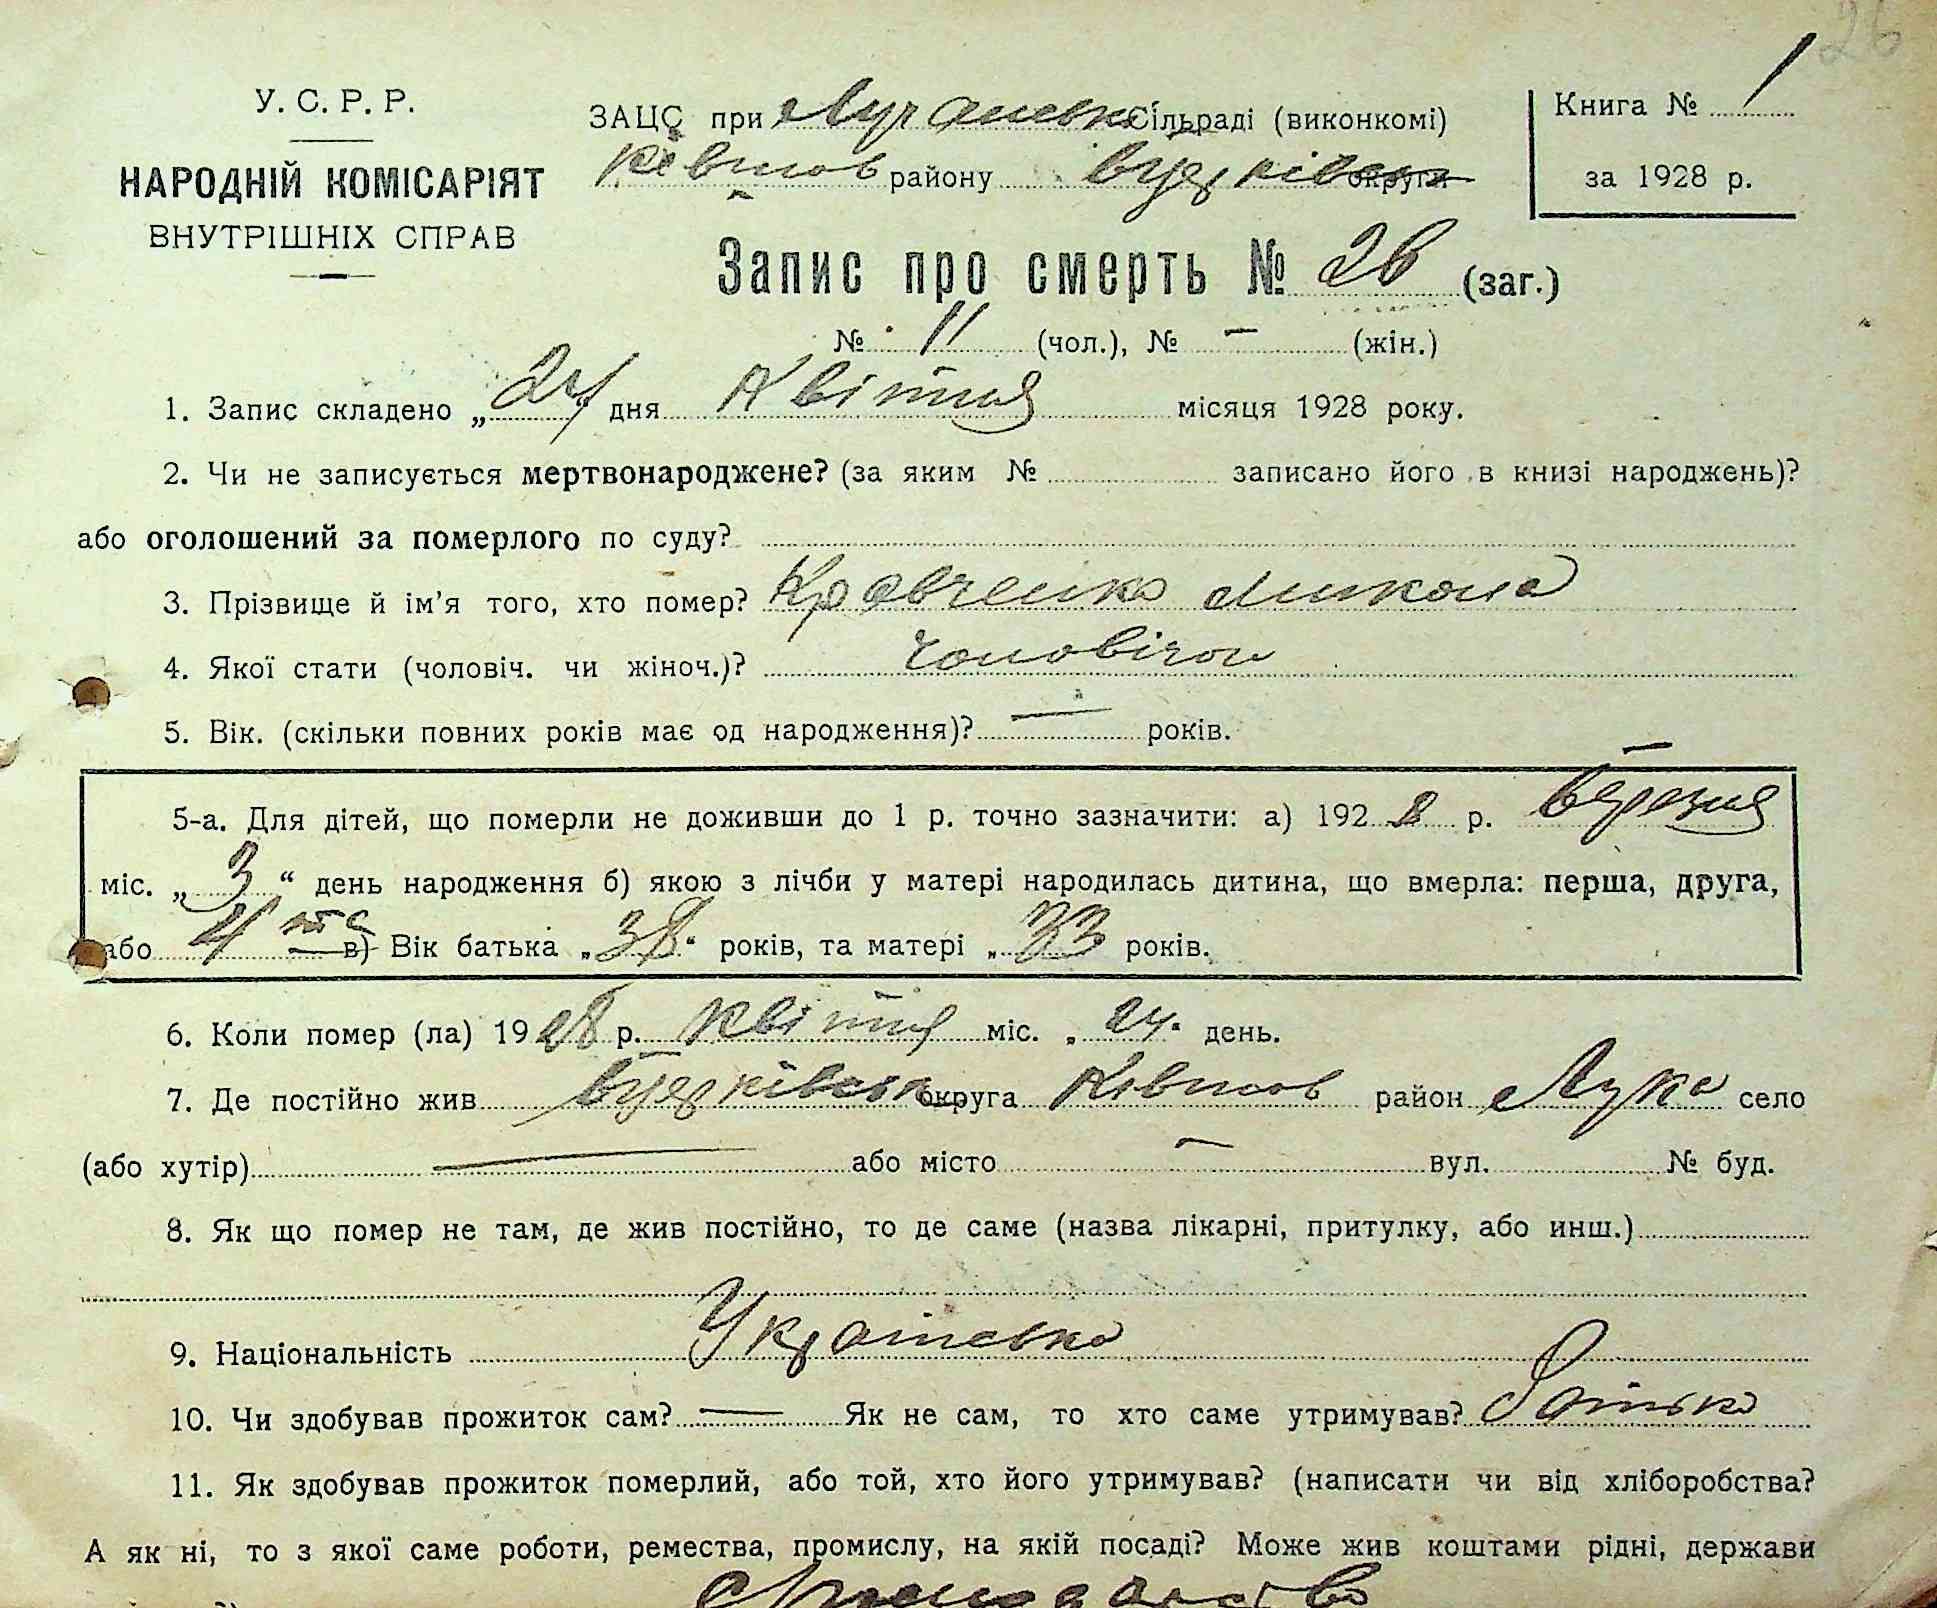 26
У. С. Р. Р.
НАРОДНІЙ КОМІСАРІЯТ
ВНУТРІШНІХ СПРАВ
ЗАЦС при Сільраді (виконкомі)
району округи
Книга № 1
за 1928 р.
Запис про смерть № 26 (заг.)
№ 11 (чол.), № — (жін.)
1. Запис складено „24“ дня Квітня місяця 1928 року.
2. Чи не записується мертвонароджене? (за яким № записано його в книзі народжень)?
або оголошений за померлого по суду?
3. Прізвище й ім'я того, хто помер? Кравченко Микола
4. Якої стати (чоловіч. чи жіноч.)? чоловічої
5. Вік. (скільки повних років має од народження)? — років.
5-а. Для дітей, що померли не доживши до 1 р. точно зазначити: а) 1928 р. березня
міс. „3“ день народження б) якою з лічби у матері народилась дитина, що вмерла: перша, друга,
або 4 та в) Вік батька „38“ років, та матері „33“ років.
6. Коли помер (ла) 1928 р. Квітня міс. „24“ день.
7. Де постійно жив округа район Лука село
(або хутір) — або місто — вул. № буд.
8. Як що помер не там, де жив постійно, то де саме (назва лікарні, притулку, або инш.)
9. Національність Українська
10. Чи здобував прожиток сам? — Як не сам, то хто саме утримував? Батько
11. Як здобував прожиток померлий, або той, хто його утримував? (написати чи від хліборобства?
А як ні, то з якої саме роботи, ремества, промислу, на якій посаді? Може жив коштами рідні, держави